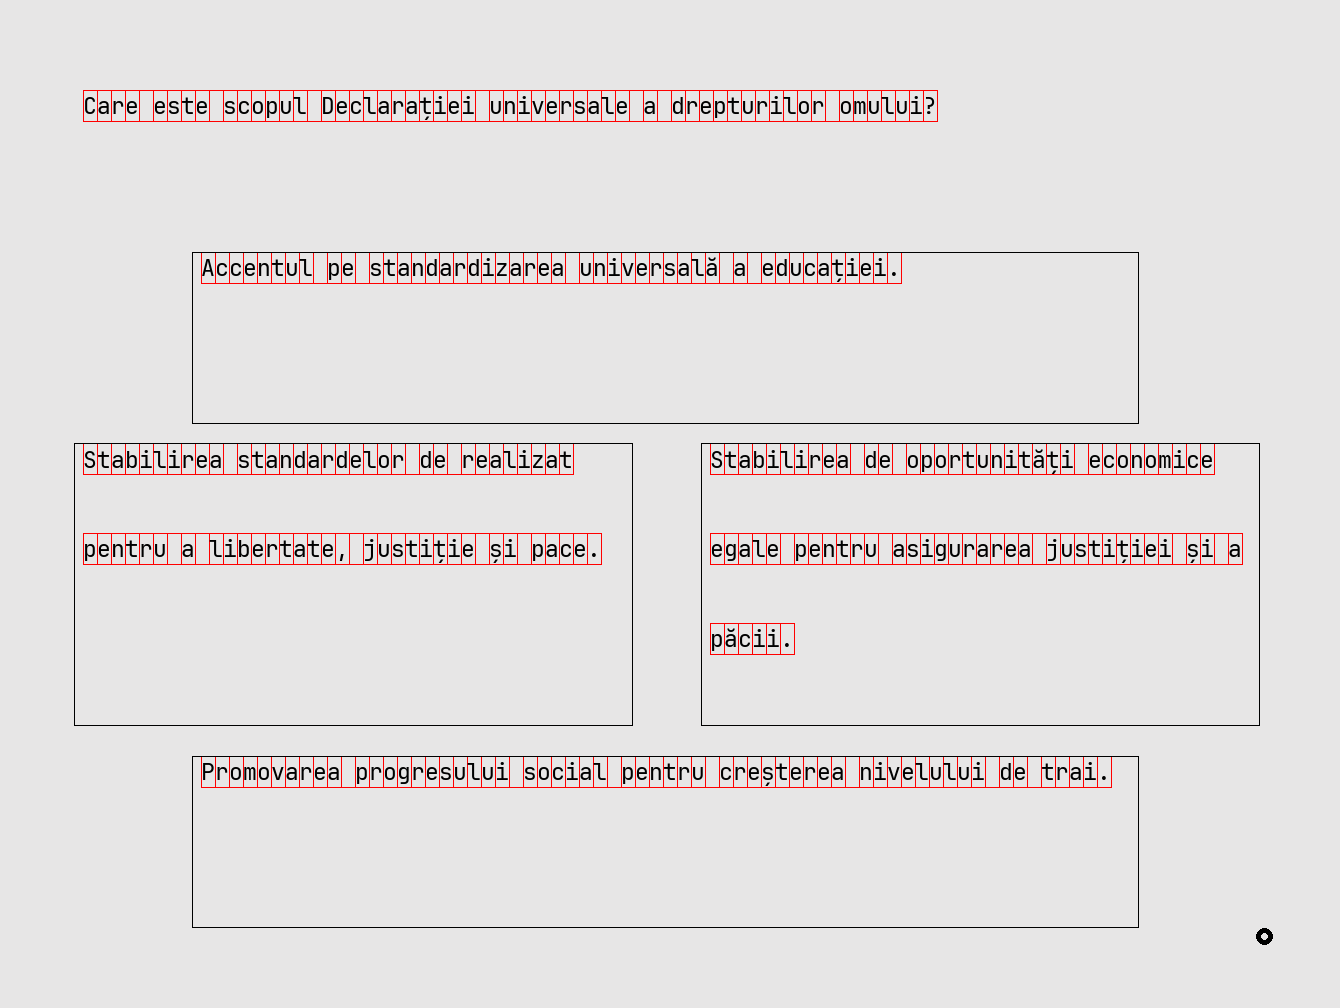 Care este scopul Declarației universale a drepturilor omului?
Accentul pe standardizarea universală a educației.
Stabilirea standardelor de realizat
pentru a libertate, justiție și pace.
Stabilirea de oportunități economice
egale pentru asigurarea justiției și a
păcii.
Promovarea progresului social pentru creșterea nivelului de trai.